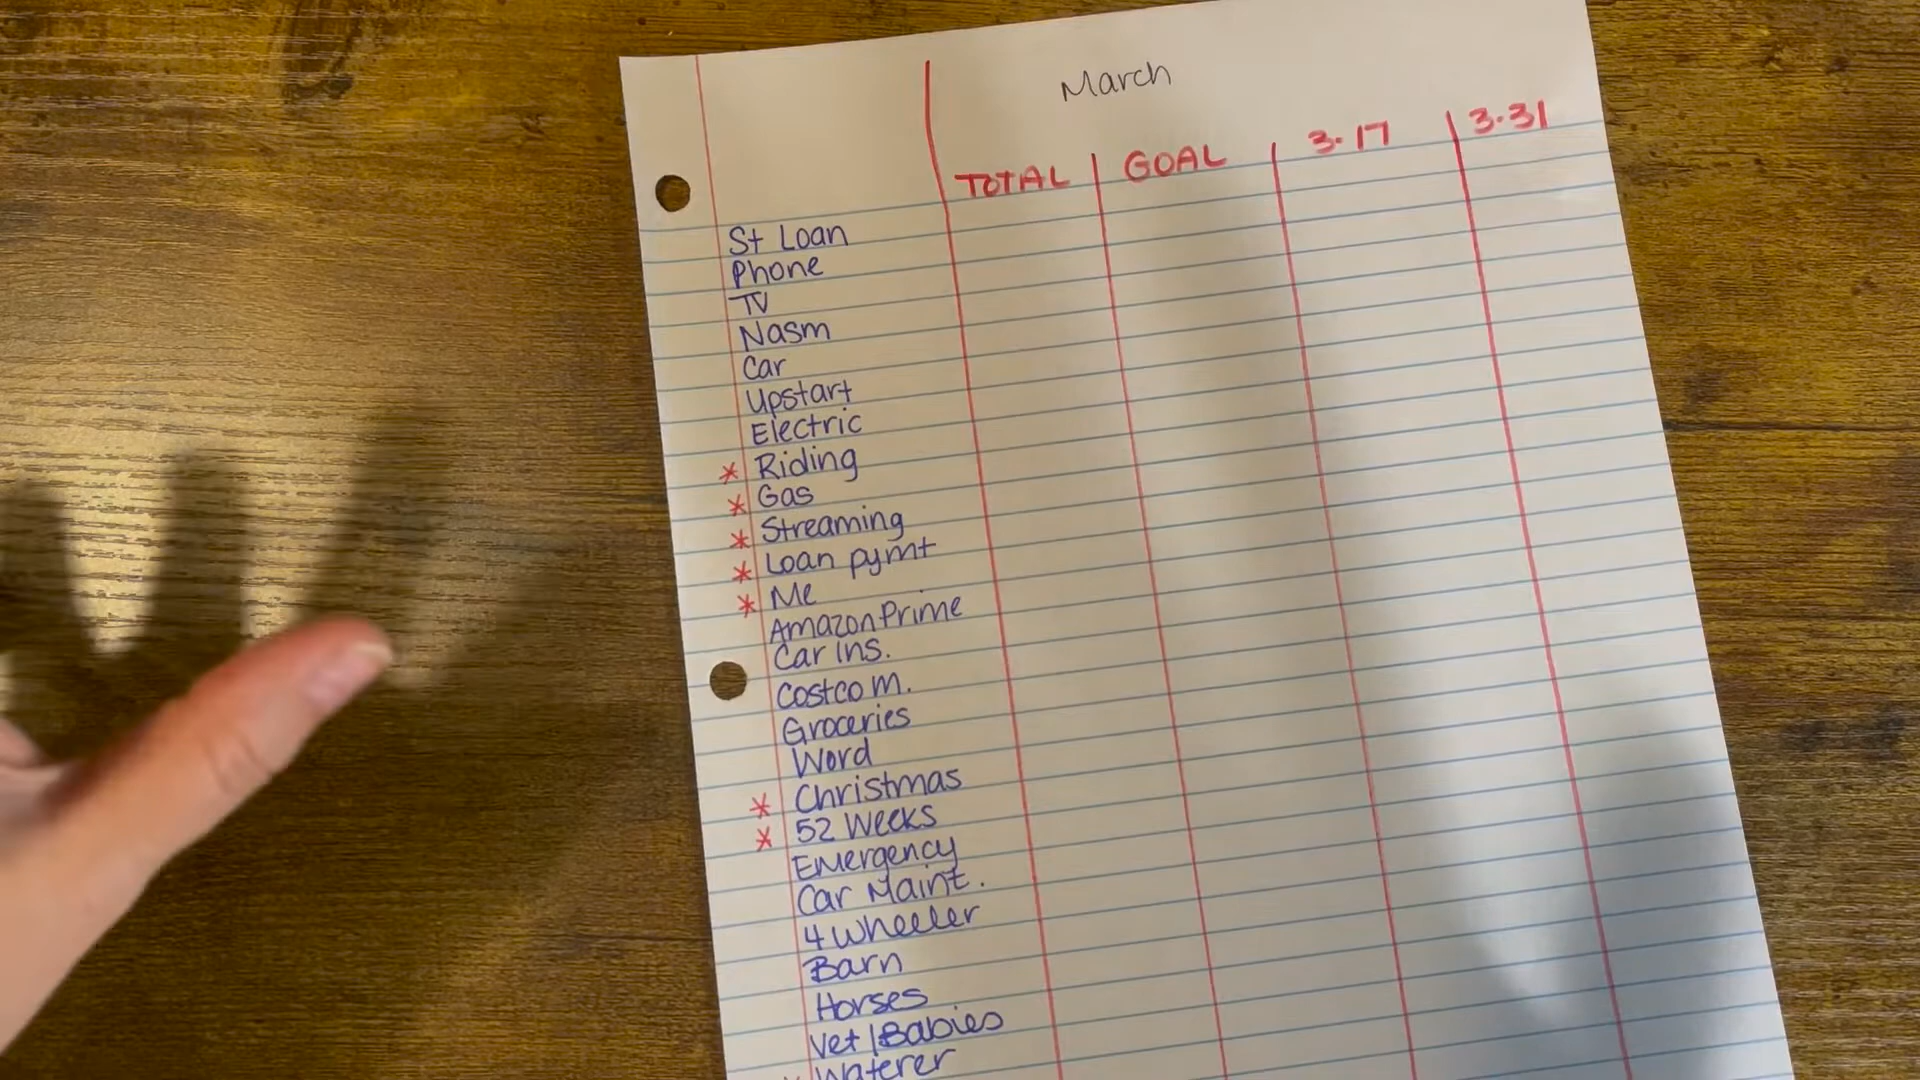 March
TOTAL GOAL 3.17 3.31
St Loan
Phone
TV
Nasm
Car
Upstart
Electric
* Riding
* Gas
* Streaming
* Loan pymt
* Me
Amazon Prime
Car Ins.
Costco M.
Groceries
Word
* Christmas
* 52 Weeks
Emergency
Car Maint.
4 Wheeler
Barn
Horses
Vet/Babies
* Waterer